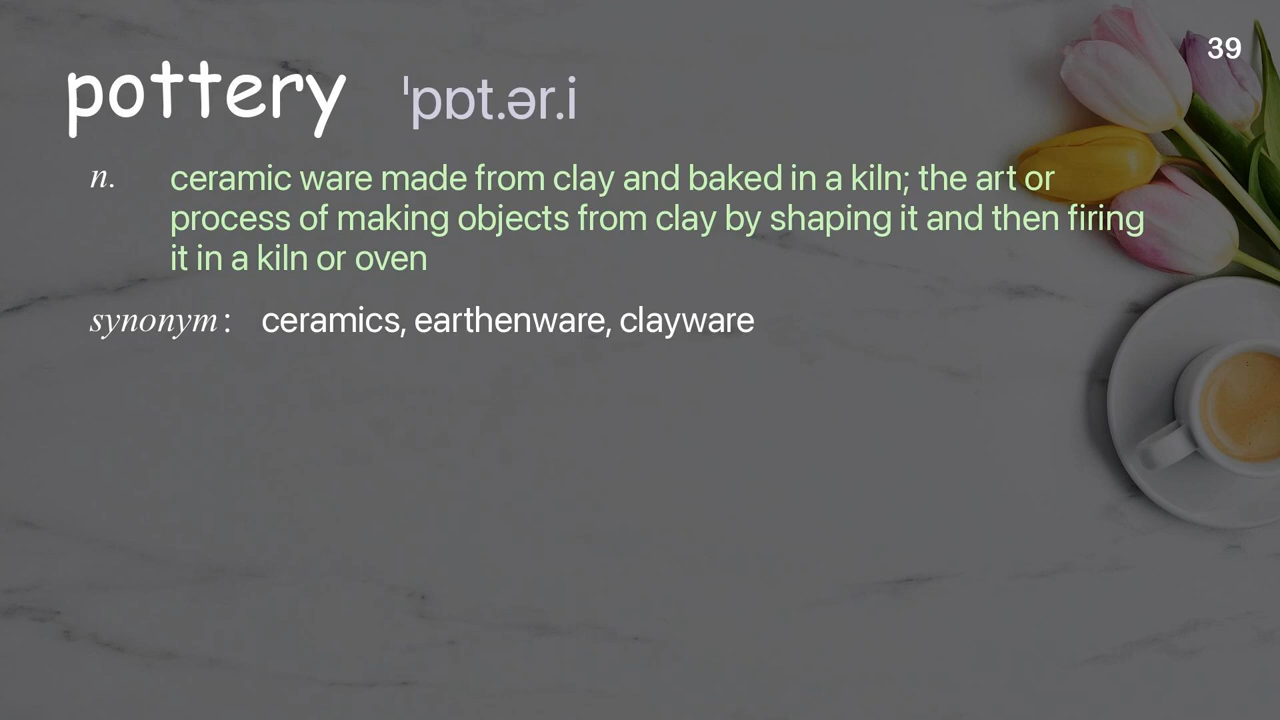 39
pottery ˈpɒt.ər.i
n. ceramic ware made from clay and baked in a kiln; the art or
process of making objects from clay by shaping it and then firing
it in a kiln or oven
synonym: ceramics, earthenware, clayware